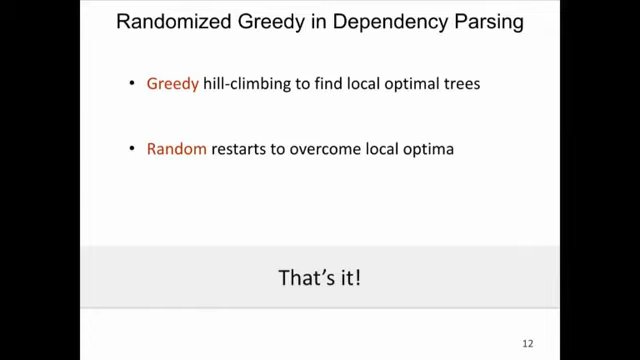 Randomized Greedy in Dependency Parsing
• Greedy hill-climbing to find local optimal trees
• Random restarts to overcome local optima
That's it!
12